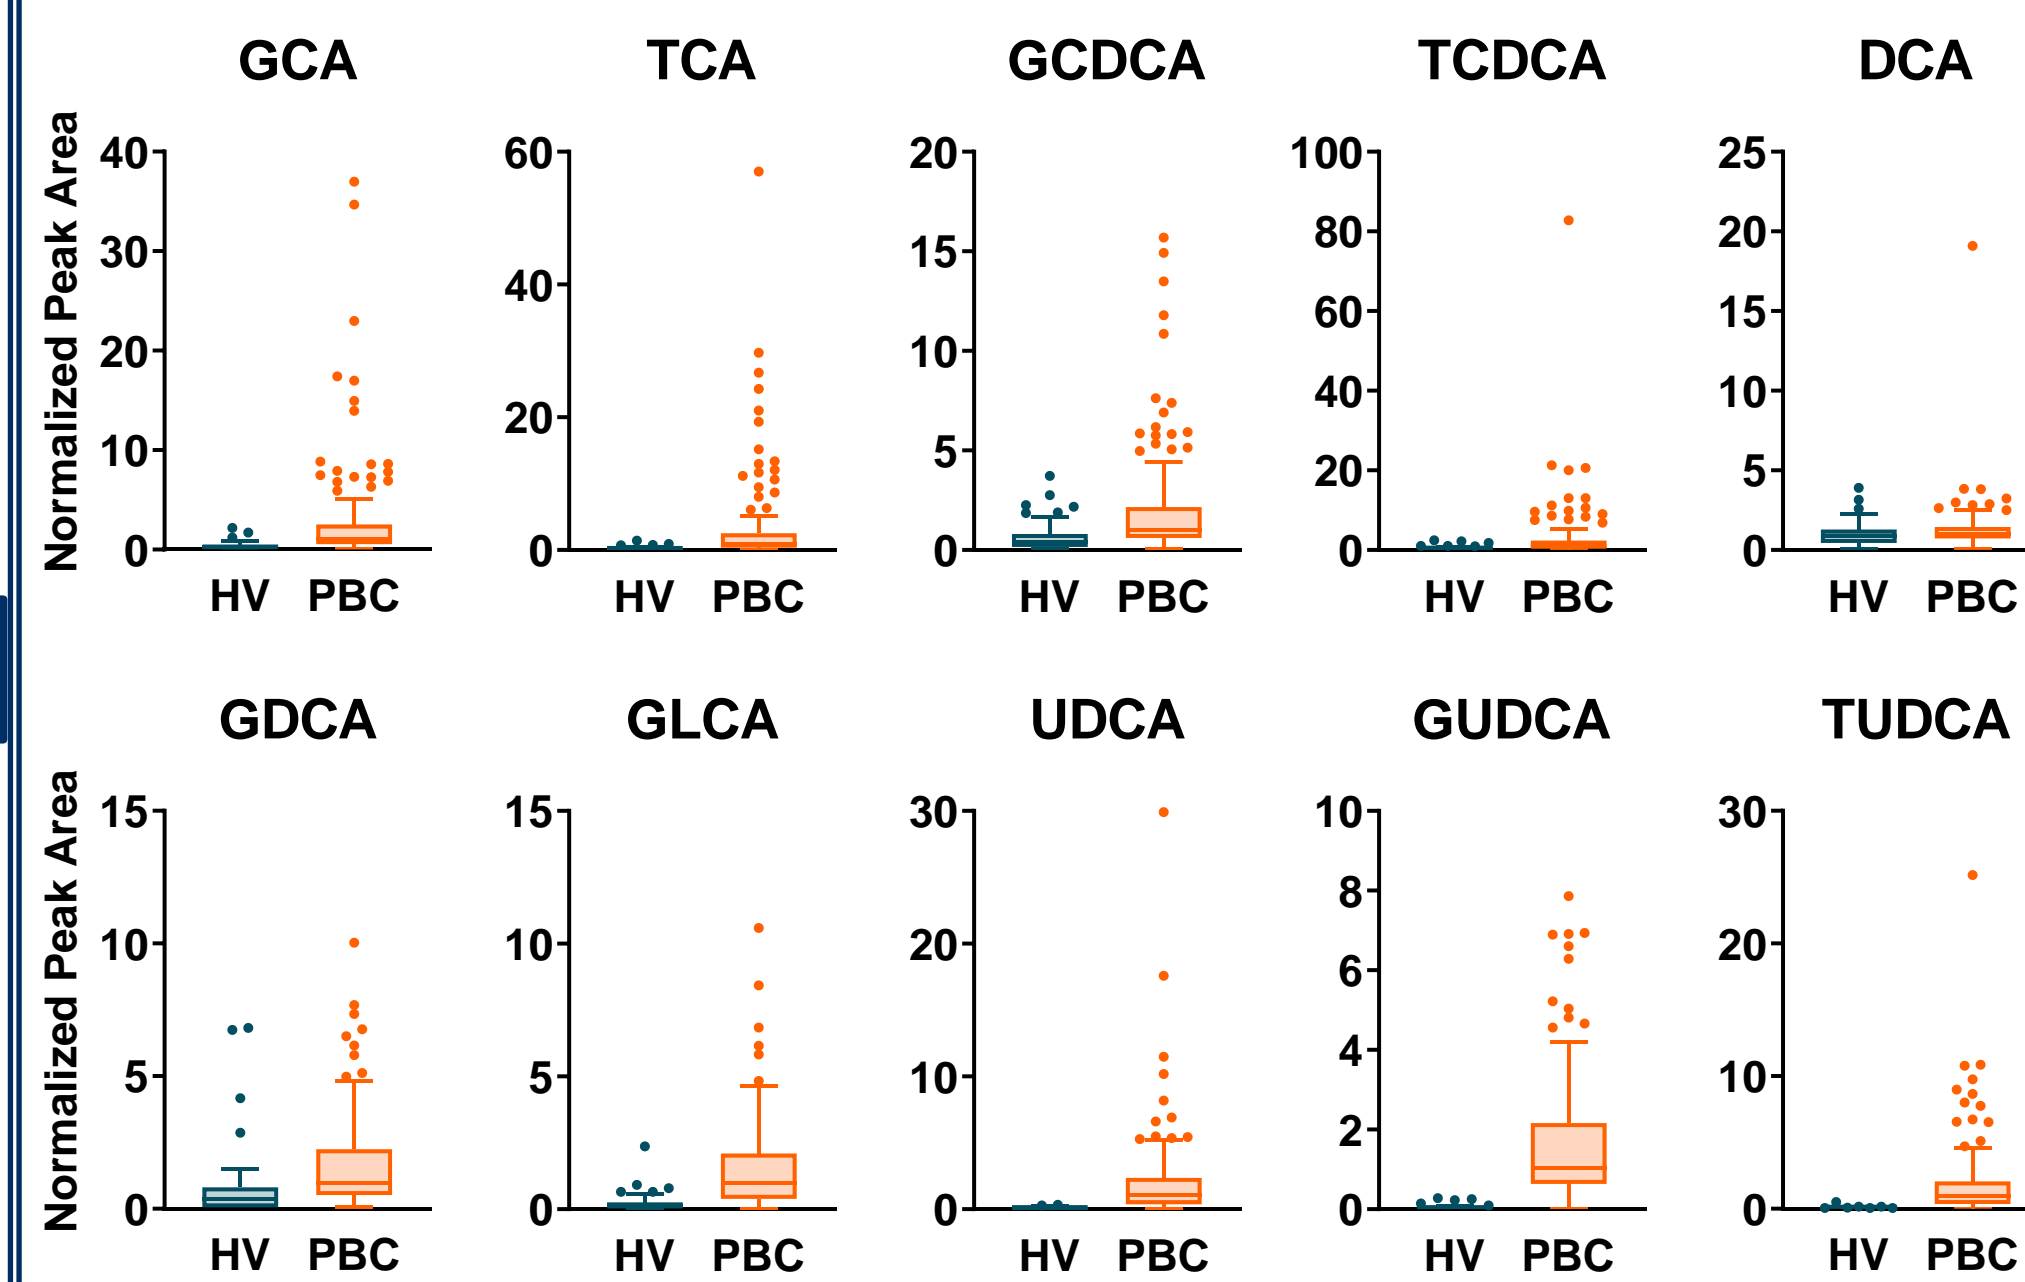 GCA TCA GCDCA TCDCA DCA
Normalized Peak Area
40 30 20 10 0
60 40 20 0
20 15 10 5 0
100 80 60 40 20 0
25 20 15 10 5 0
HV PBC HV PBC HV PBC HV PBC HV PBC
GDCA GLCA UDCA GUDCA TUDCA
Normalized Peak Area
15 10 5 0
15 10 5 0
30 20 10 0
10 8 6 4 2 0
30 20 10 0
HV PBC HV PBC HV PBC HV PBC HV PBC